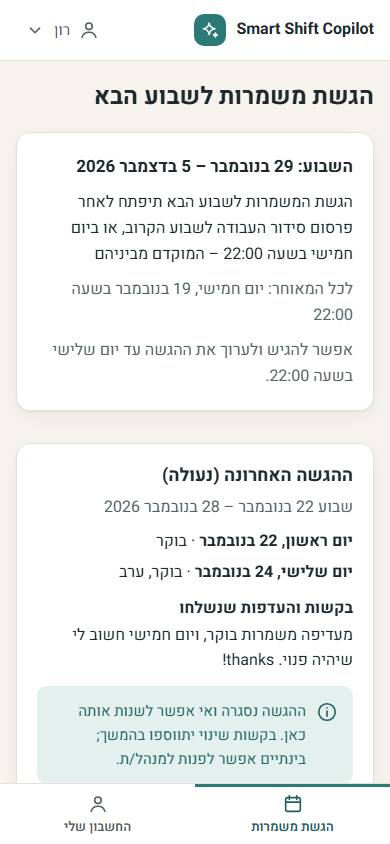 Smart Shift Copilot
רון
הגשת משמרות לשבוע הבא
השבוע: 29 בנובמבר – 5 בדצמבר 2026
הגשת המשמרות לשבוע הבא תיפתח לאחר
פרסום סידור העבודה לשבוע הקרוב, או ביום
חמישי בשעה 22:00 – המוקדם מביניהם
לכל המאוחר: יום חמישי, 19 בנובמבר בשעה
22:00
אפשר להגיש ולערוך את ההגשה עד יום שלישי
בשעה 22:00.
ההגשה האחרונה (נעולה)
שבוע 22 בנובמבר – 28 בנובמבר 2026
יום ראשון, 22 בנובמבר · בוקר
יום שלישי, 24 בנובמבר · בוקר, ערב
בקשות והעדפות שנשלחו
מעדיפה משמרות בוקר, ויום חמישי חשוב לי
שיהיה פנוי. thanks!
ההגשה נסגרה ואי אפשר לשנות אותה
כאן. בקשות שינוי יתווספו בהמשך;
בינתיים אפשר לפנות למנהל/ת.
הגשת משמרות
החשבון שלי